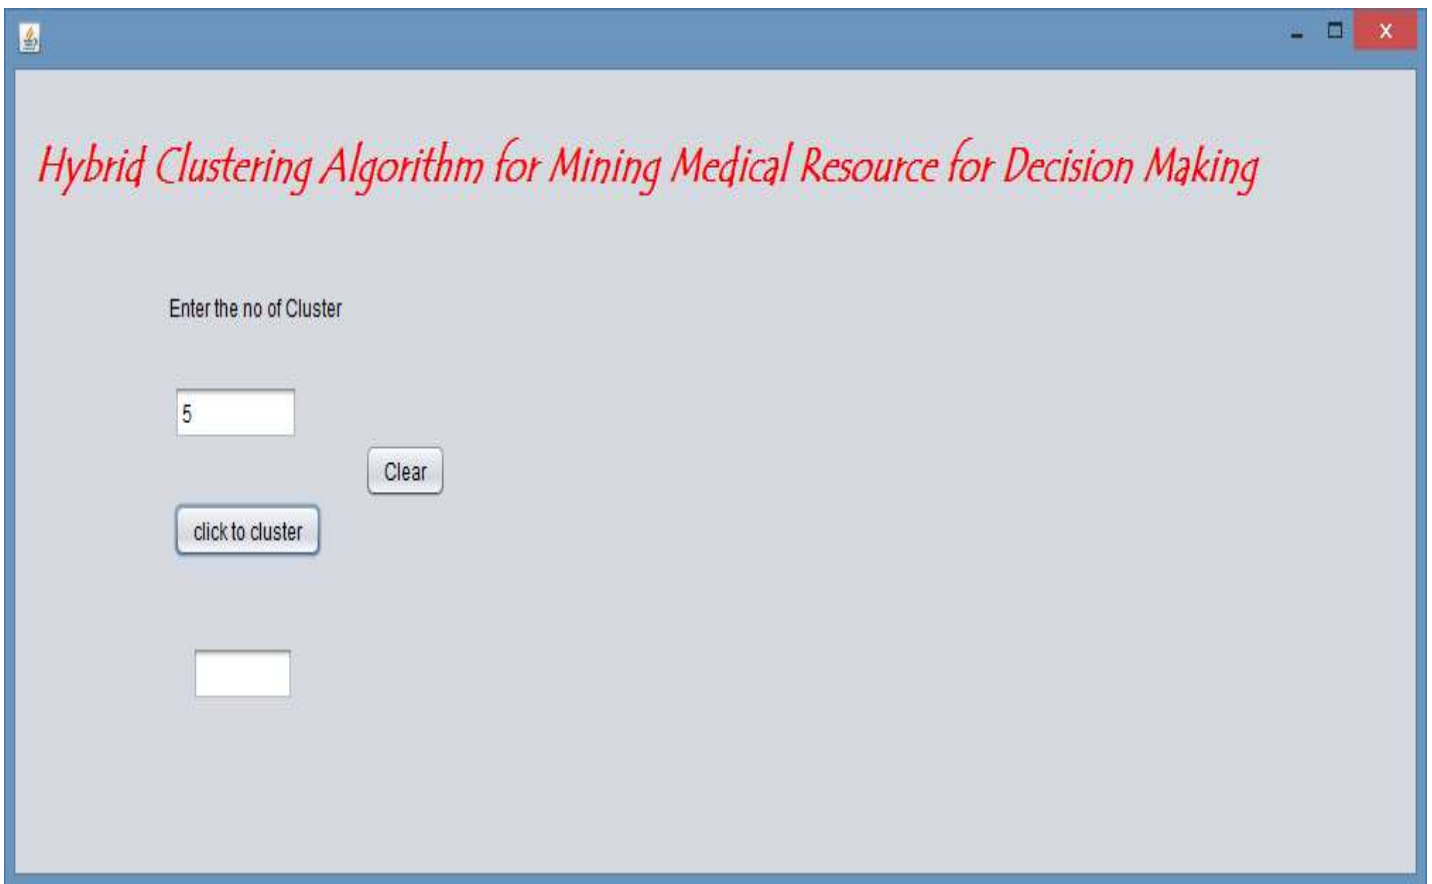 X
Hybrid Clustering Algorithm for Mining Medical Resource for Decision Making
Enter the no of Cluster
5
Clear
click to cluster